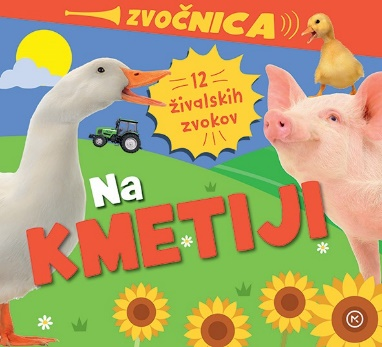 ZVOČNICA
12
živalskih
zvokov
Na
KMETIJI